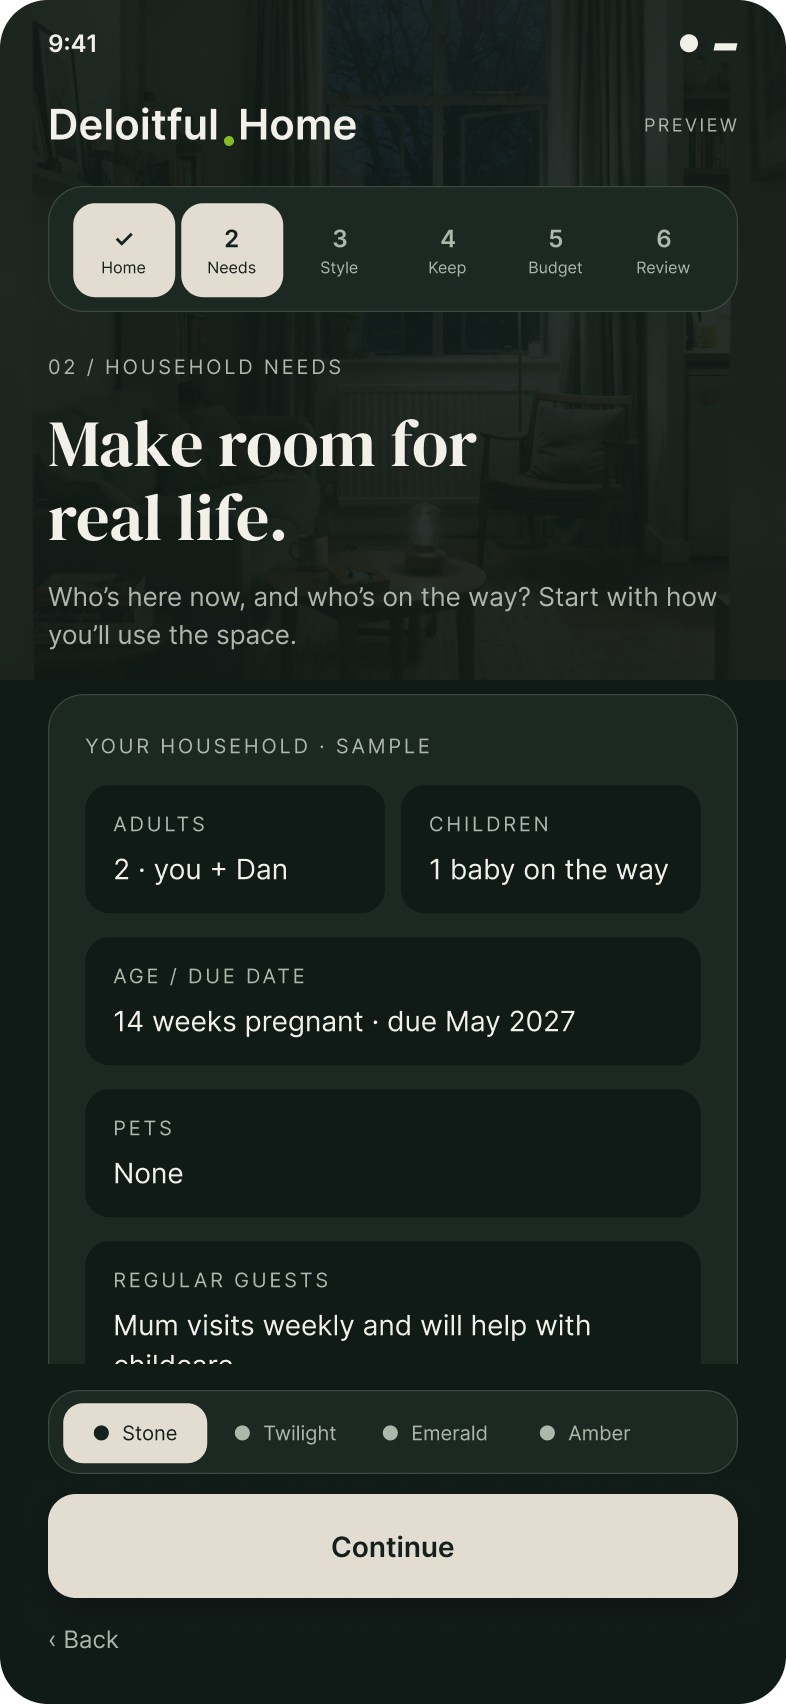 9:41
Deloitful.Home
PREVIEW
✓ 2 3 4 5 6
Home Needs Style Keep Budget Review
02 / HOUSEHOLD NEEDS
Make room for
real life.
Who’s here now, and who’s on the way? Start with how
you’ll use the space.
YOUR HOUSEHOLD · SAMPLE
ADULTS
2 · you + Dan
CHILDREN
1 baby on the way
AGE / DUE DATE
14 weeks pregnant · due May 2027
PETS
None
REGULAR GUESTS
Mum visits weekly and will help with
childcare
Stone Twilight Emerald Amber
Continue
‹ Back